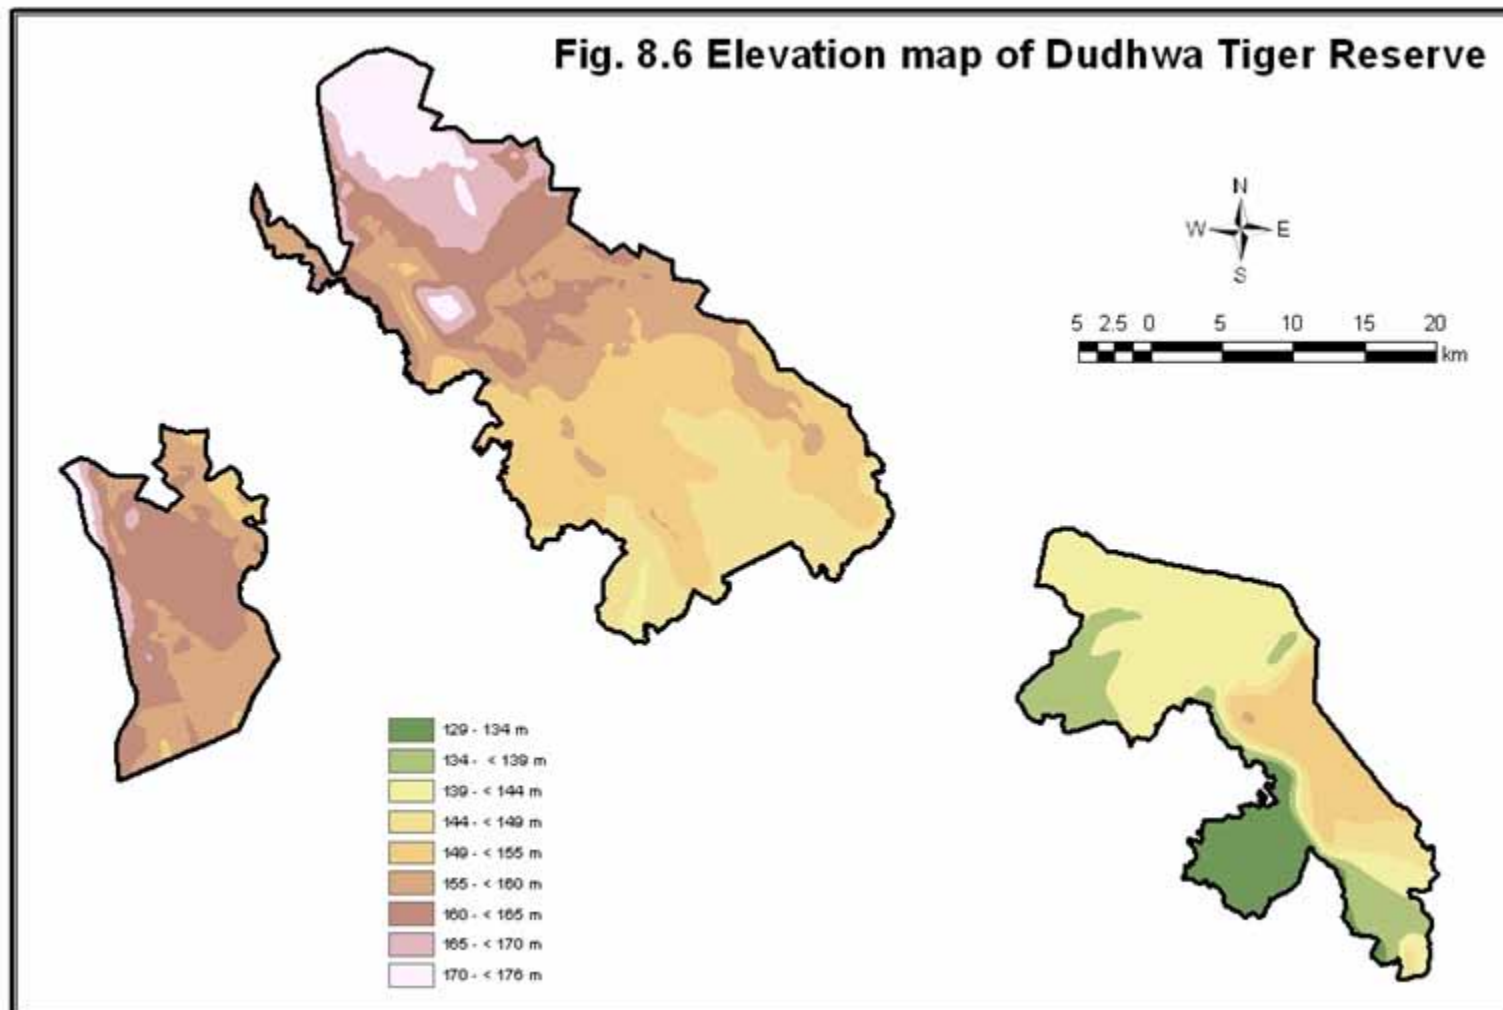 Fig. 8.6 Elevation map of Dudhwa Tiger Reserve
N
W E
S
5 2.5 0 5 10 15 20
km
129 - 134 m
134 - < 139 m
139 - < 144 m
144 - < 149 m
149 - < 155 m
155 - < 160 m
160 - < 165 m
165 - < 170 m
170 - < 176 m